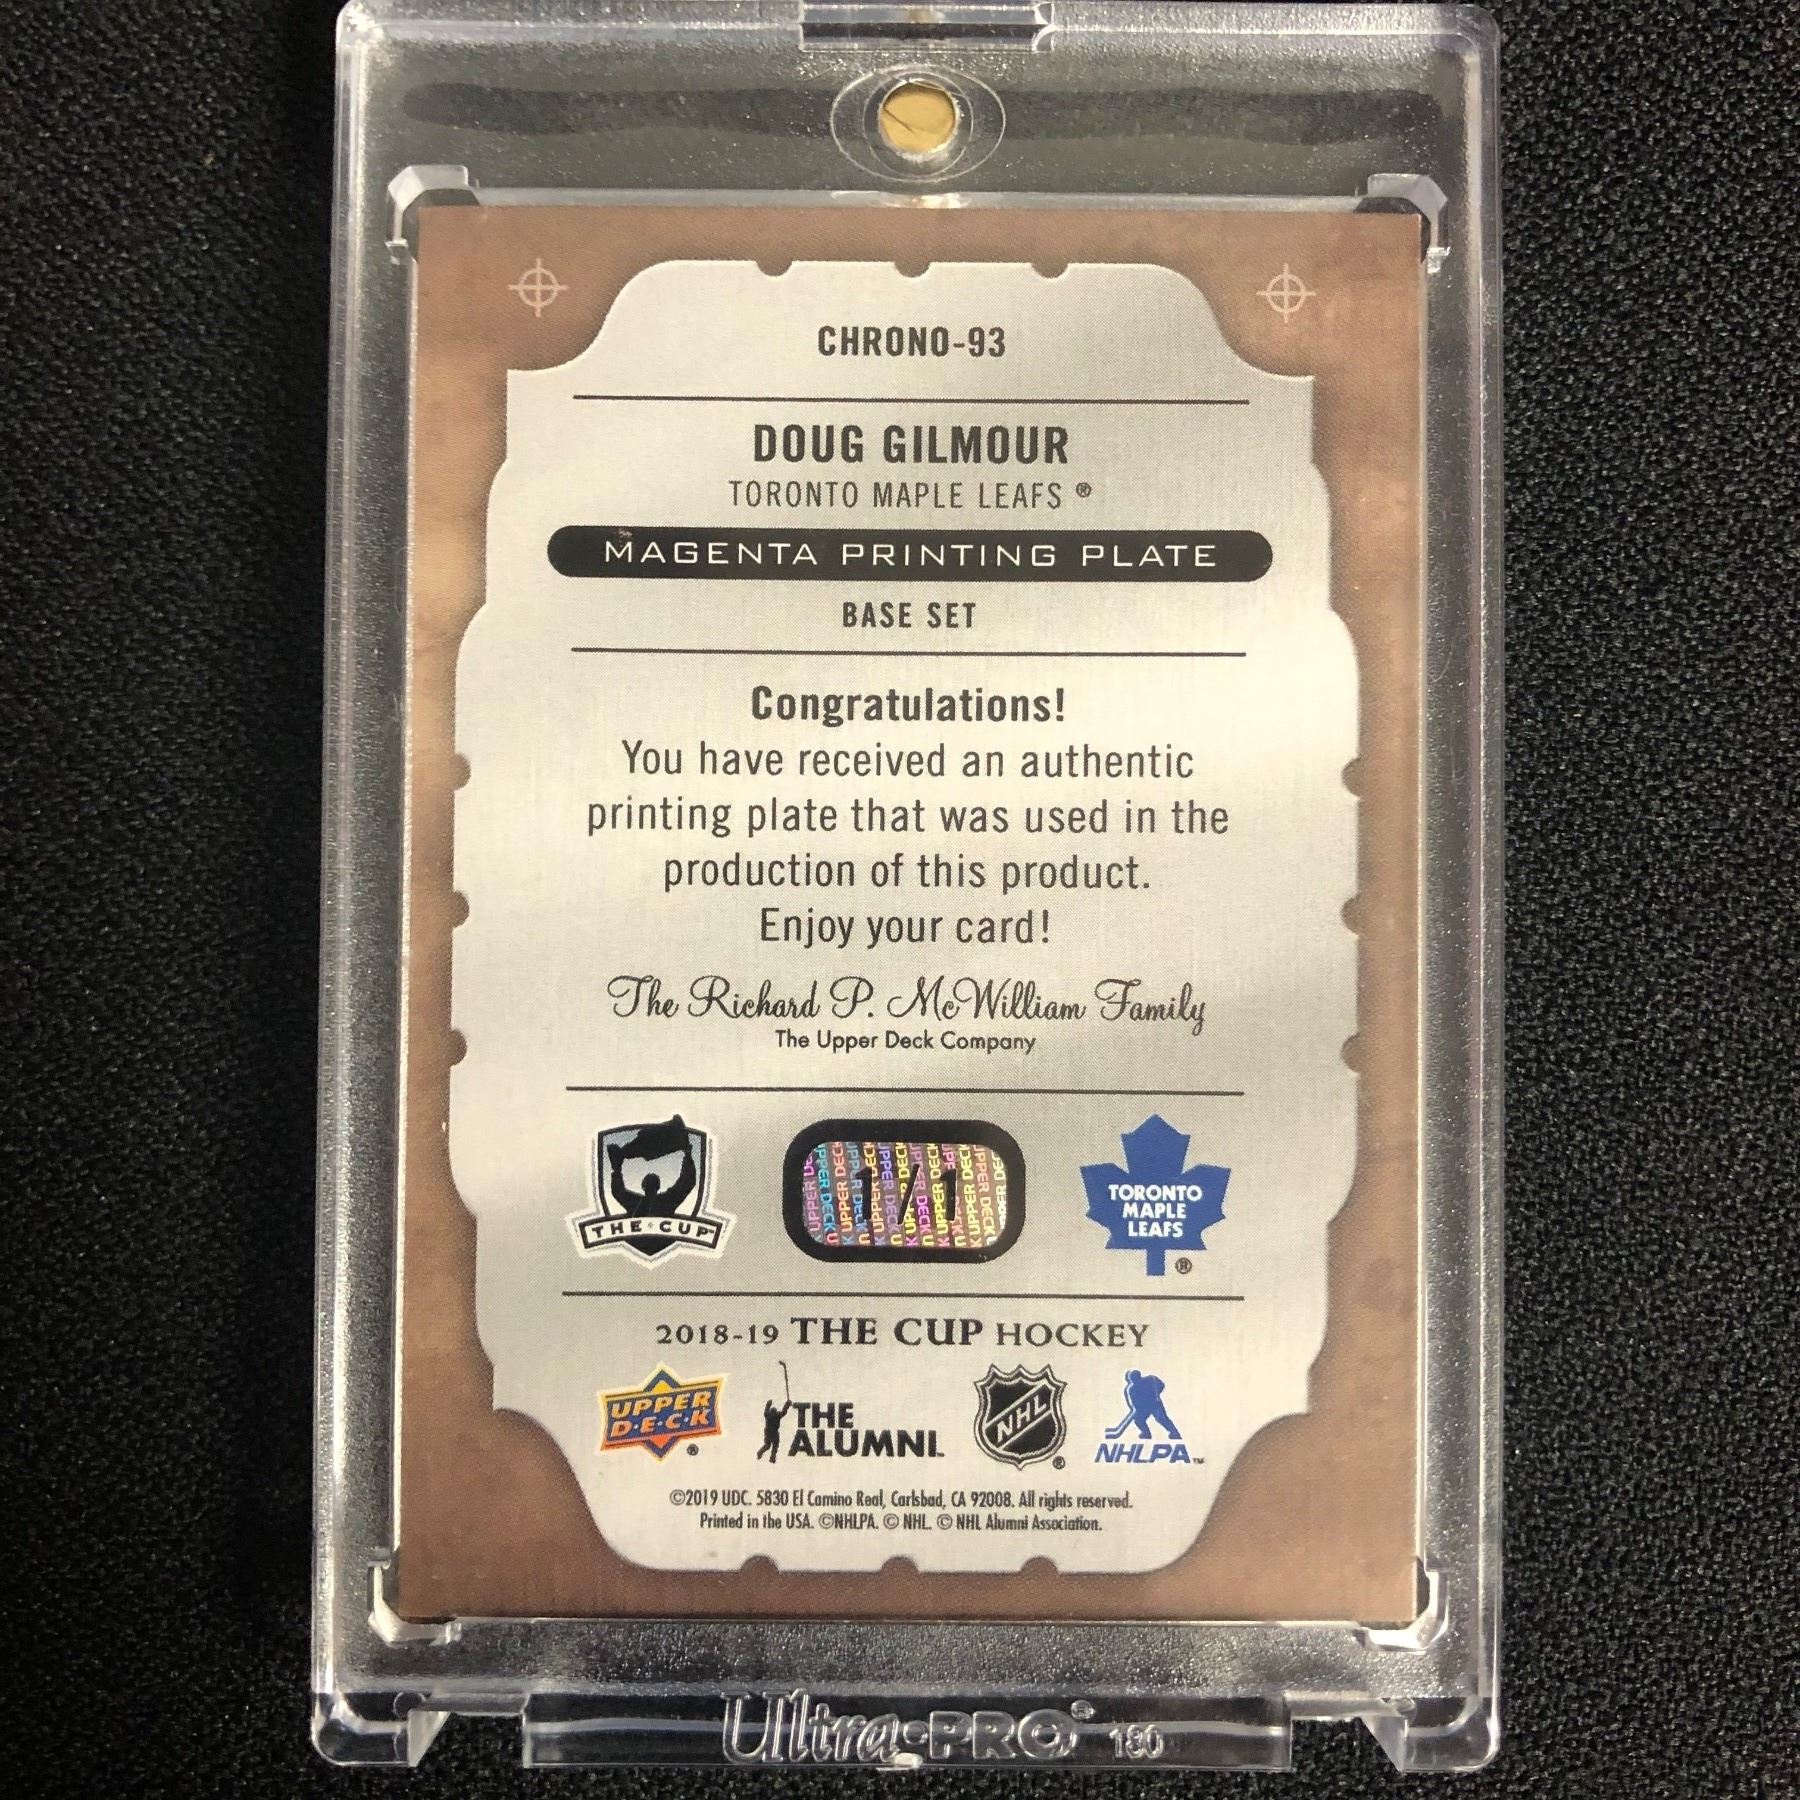 CHRONO-93
DOUG GILMOUR
TORONTO MAPLE LEAFS ®
MAGENTA PRINTING PLATE
BASE SET
Congratulations!
You have received an authentic
printing plate that was used in the
production of this product.
Enjoy your card!
The Richard P. McWilliam Family
The Upper Deck Company
THE CUP
1/1
UPPER DECK
TORONTO
MAPLE
LEAFS
®
2018-19 THE CUP HOCKEY
UPPER
D·E·C·K
®
THE
ALUMNI
NHL
®
NHLPA™
©2019 UDC. 5830 El Camino Real, Carlsbad, CA 92008. All rights reserved.
Printed in the USA. ©NHLPA. © NHL. © NHL Alumni Association.
Ultra·PRO® 180